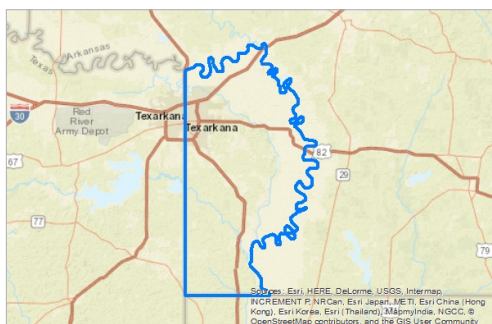 Arkansas
Texas
30
Red
River
Army Depot
Texarkana
Texarkana
82
67
29
77
79
Sources: Esri, HERE, DeLorme, USGS, Intermap,
INCREMENT P, NRCan, Esri Japan, METI, Esri China (Hong
Kong), Esri Korea, Esri (Thailand), MapmyIndia, NGCC, ©
OpenStreetMap contributors, and the GIS User Community